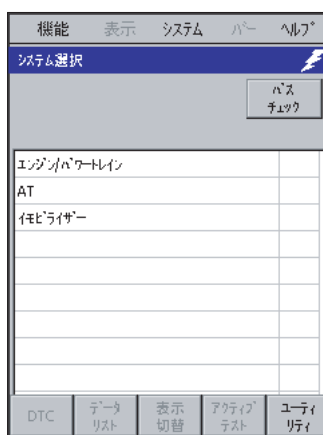 機能 表示 システム バー ヘルプ
システム選択
バス
チェック
エンジン/パワートレイン
AT
イモビライザー
DTC データ 表示 アクティブ ユーティ
リスト 切替 テスト リティ